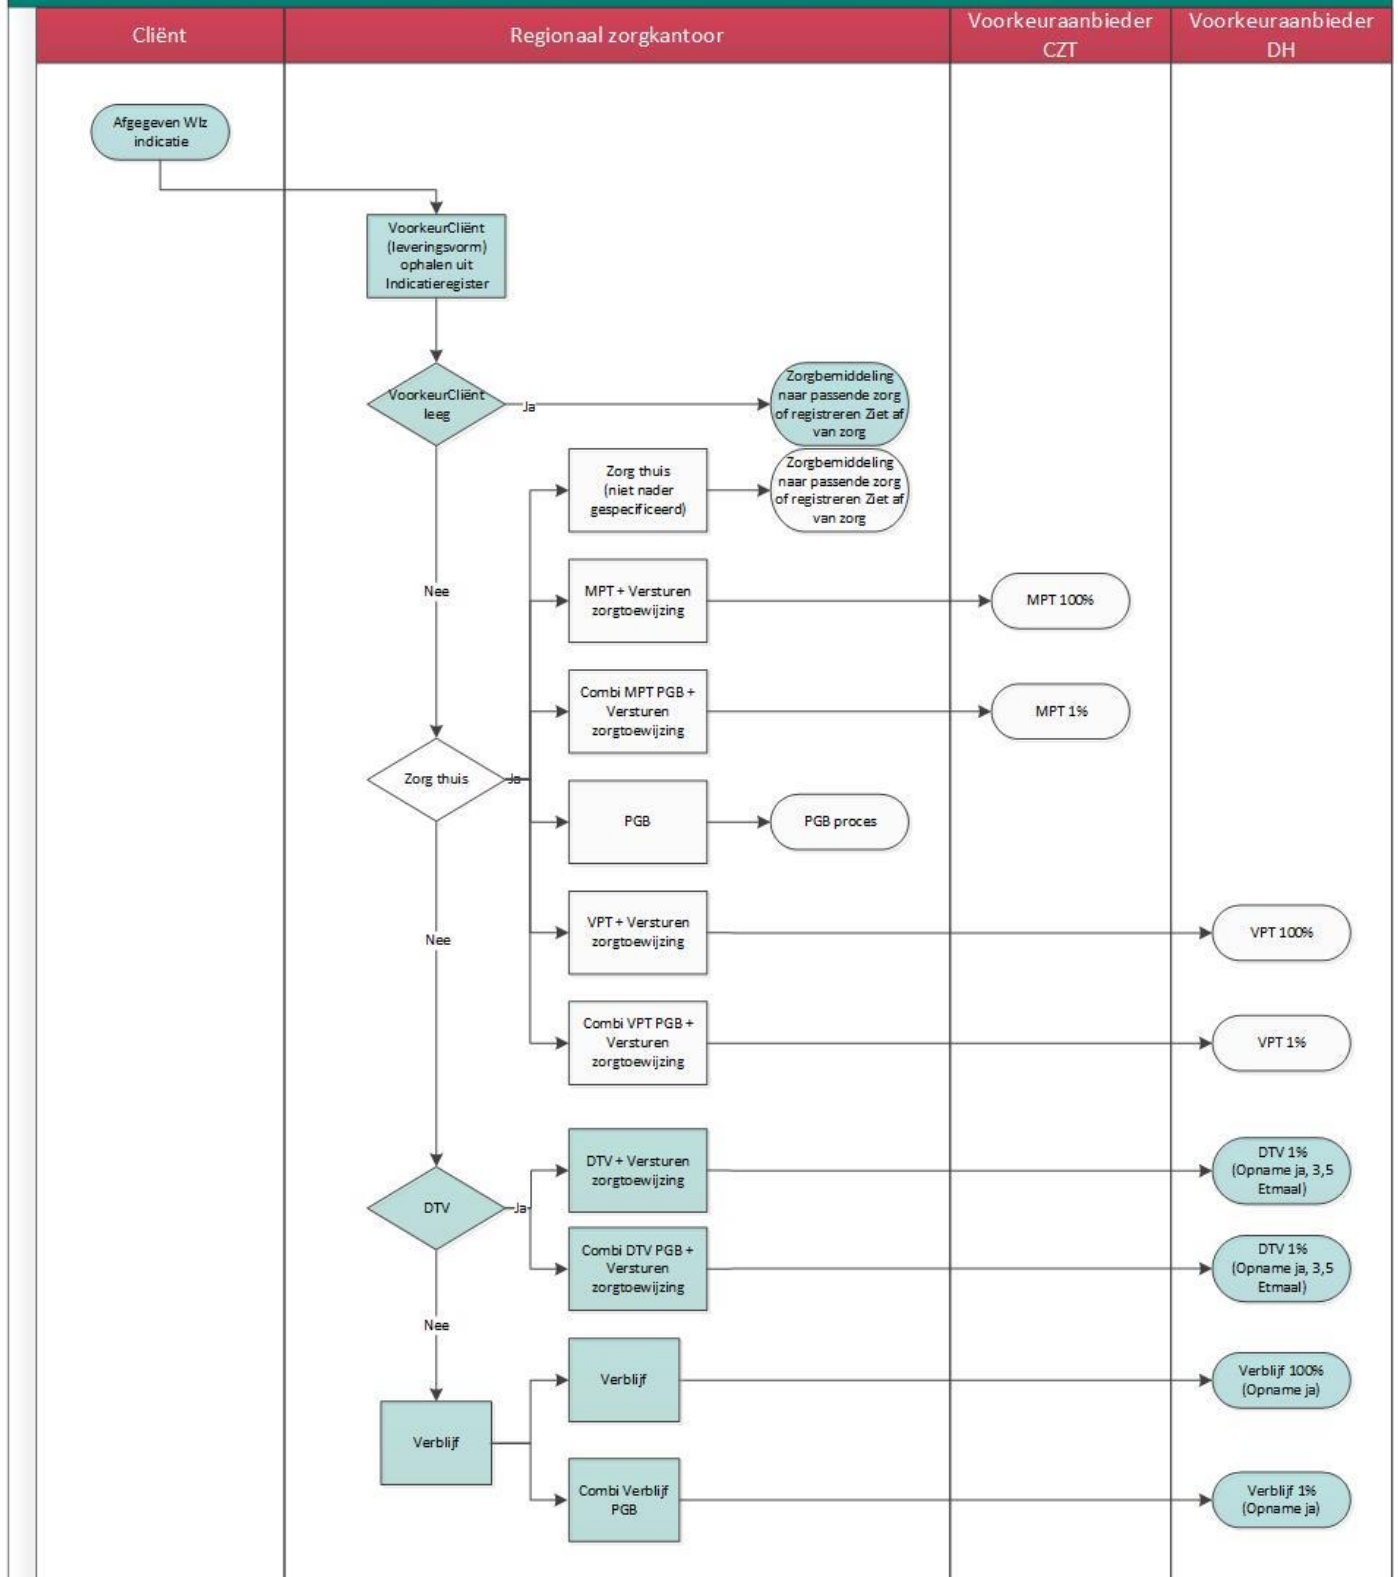 Cliënt
Regionaal zorgkantoor
Voorkeuraanbieder
CZT
Voorkeuraanbieder
DH
Afgegeven Wlz
indicatie
VoorkeurCliënt
(leveringsvorm)
ophalen uit
Indicatieregister
VoorkeurCliënt
leeg
Ja
Zorgbemiddeling
naar passende zorg
of registreren Ziet af
van zorg
Zorg thuis
(niet nader
gespecificeerd)
Zorgbemiddeling
naar passende zorg
of registreren Ziet af
van zorg
Nee
MPT + Versturen
zorgtoewijzing
MPT 100%
Combi MPT PGB +
Versturen
zorgtoewijzing
MPT 1%
Zorg thuis
Ja
PGB
PGB proces
Nee
VPT + Versturen
zorgtoewijzing
VPT 100%
Combi VPT PGB +
Versturen
zorgtoewijzing
VPT 1%
DTV
Ja
DTV + Versturen
zorgtoewijzing
DTV 1%
(Opname ja, 3,5
Etmaal)
Combi DTV PGB +
Versturen
zorgtoewijzing
DTV 1%
(Opname ja, 3,5
Etmaal)
Nee
Verblijf
Verblijf
Verblijf 100%
(Opname ja)
Combi Verblijf
PGB
Verblijf 1%
(Opname ja)